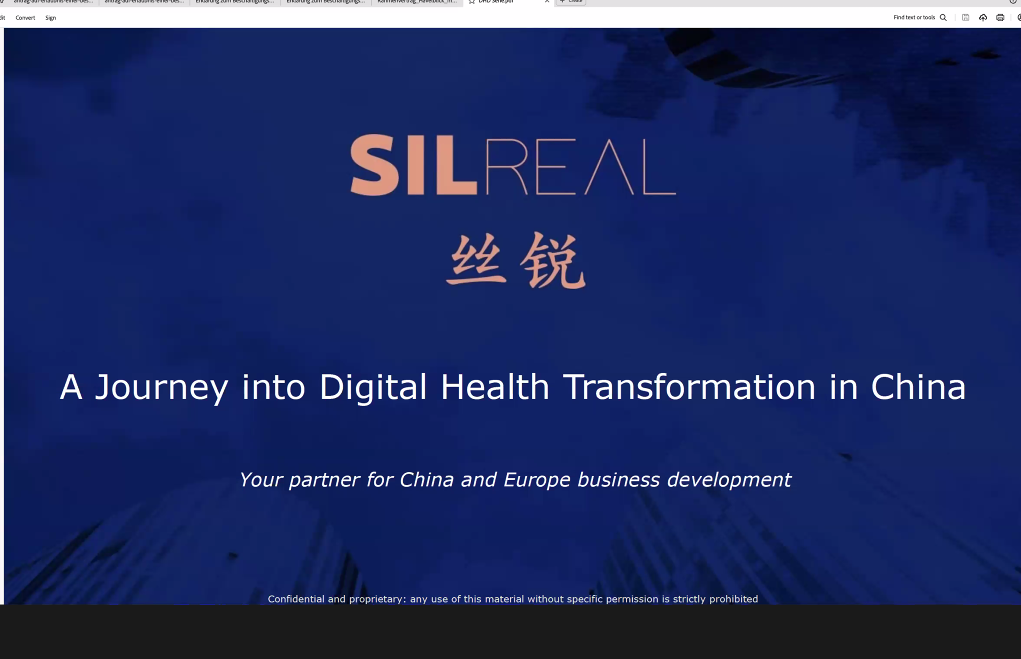 Convert Sign Find text or tools
SILREAL
丝锐
A Journey into Digital Health Transformation in China
Your partner for China and Europe business development
Confidential and proprietary: any use of this material without specific permission is strictly prohibited